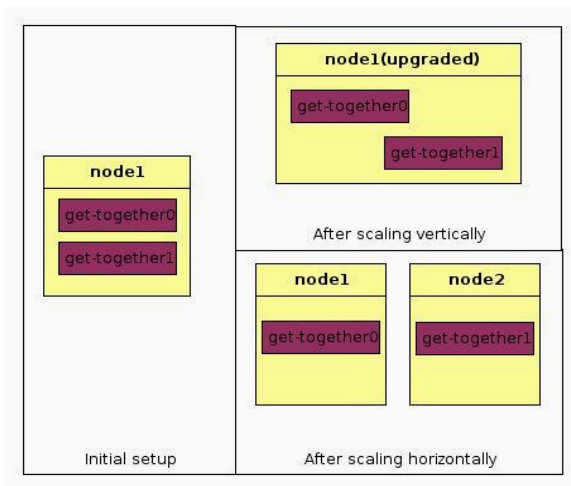 node1
get-together0
get-together1
Initial setup
node1(upgraded)
get-together0
get-together1
After scaling vertically
node1
get-together0
node2
get-together1
After scaling horizontally